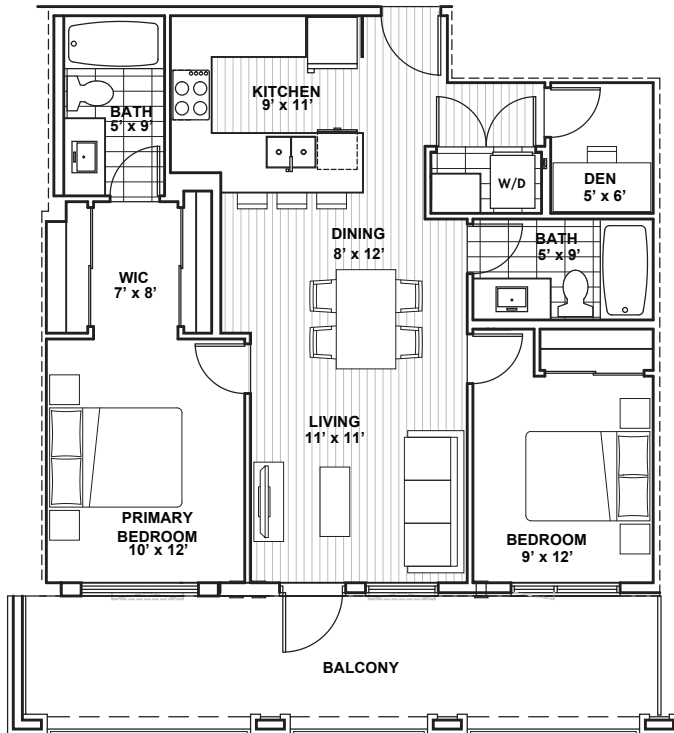 KITCHEN
9’ x 11’
BATH
5’ x 9’
W/D
DEN
5’ x 6’
DINING
8’ x 12’
BATH
5’ x 9’
WIC
7’ x 8’
LIVING
11’ x 11’
PRIMARY
BEDROOM
10’ x 12’
BEDROOM
9’ x 12’
BALCONY